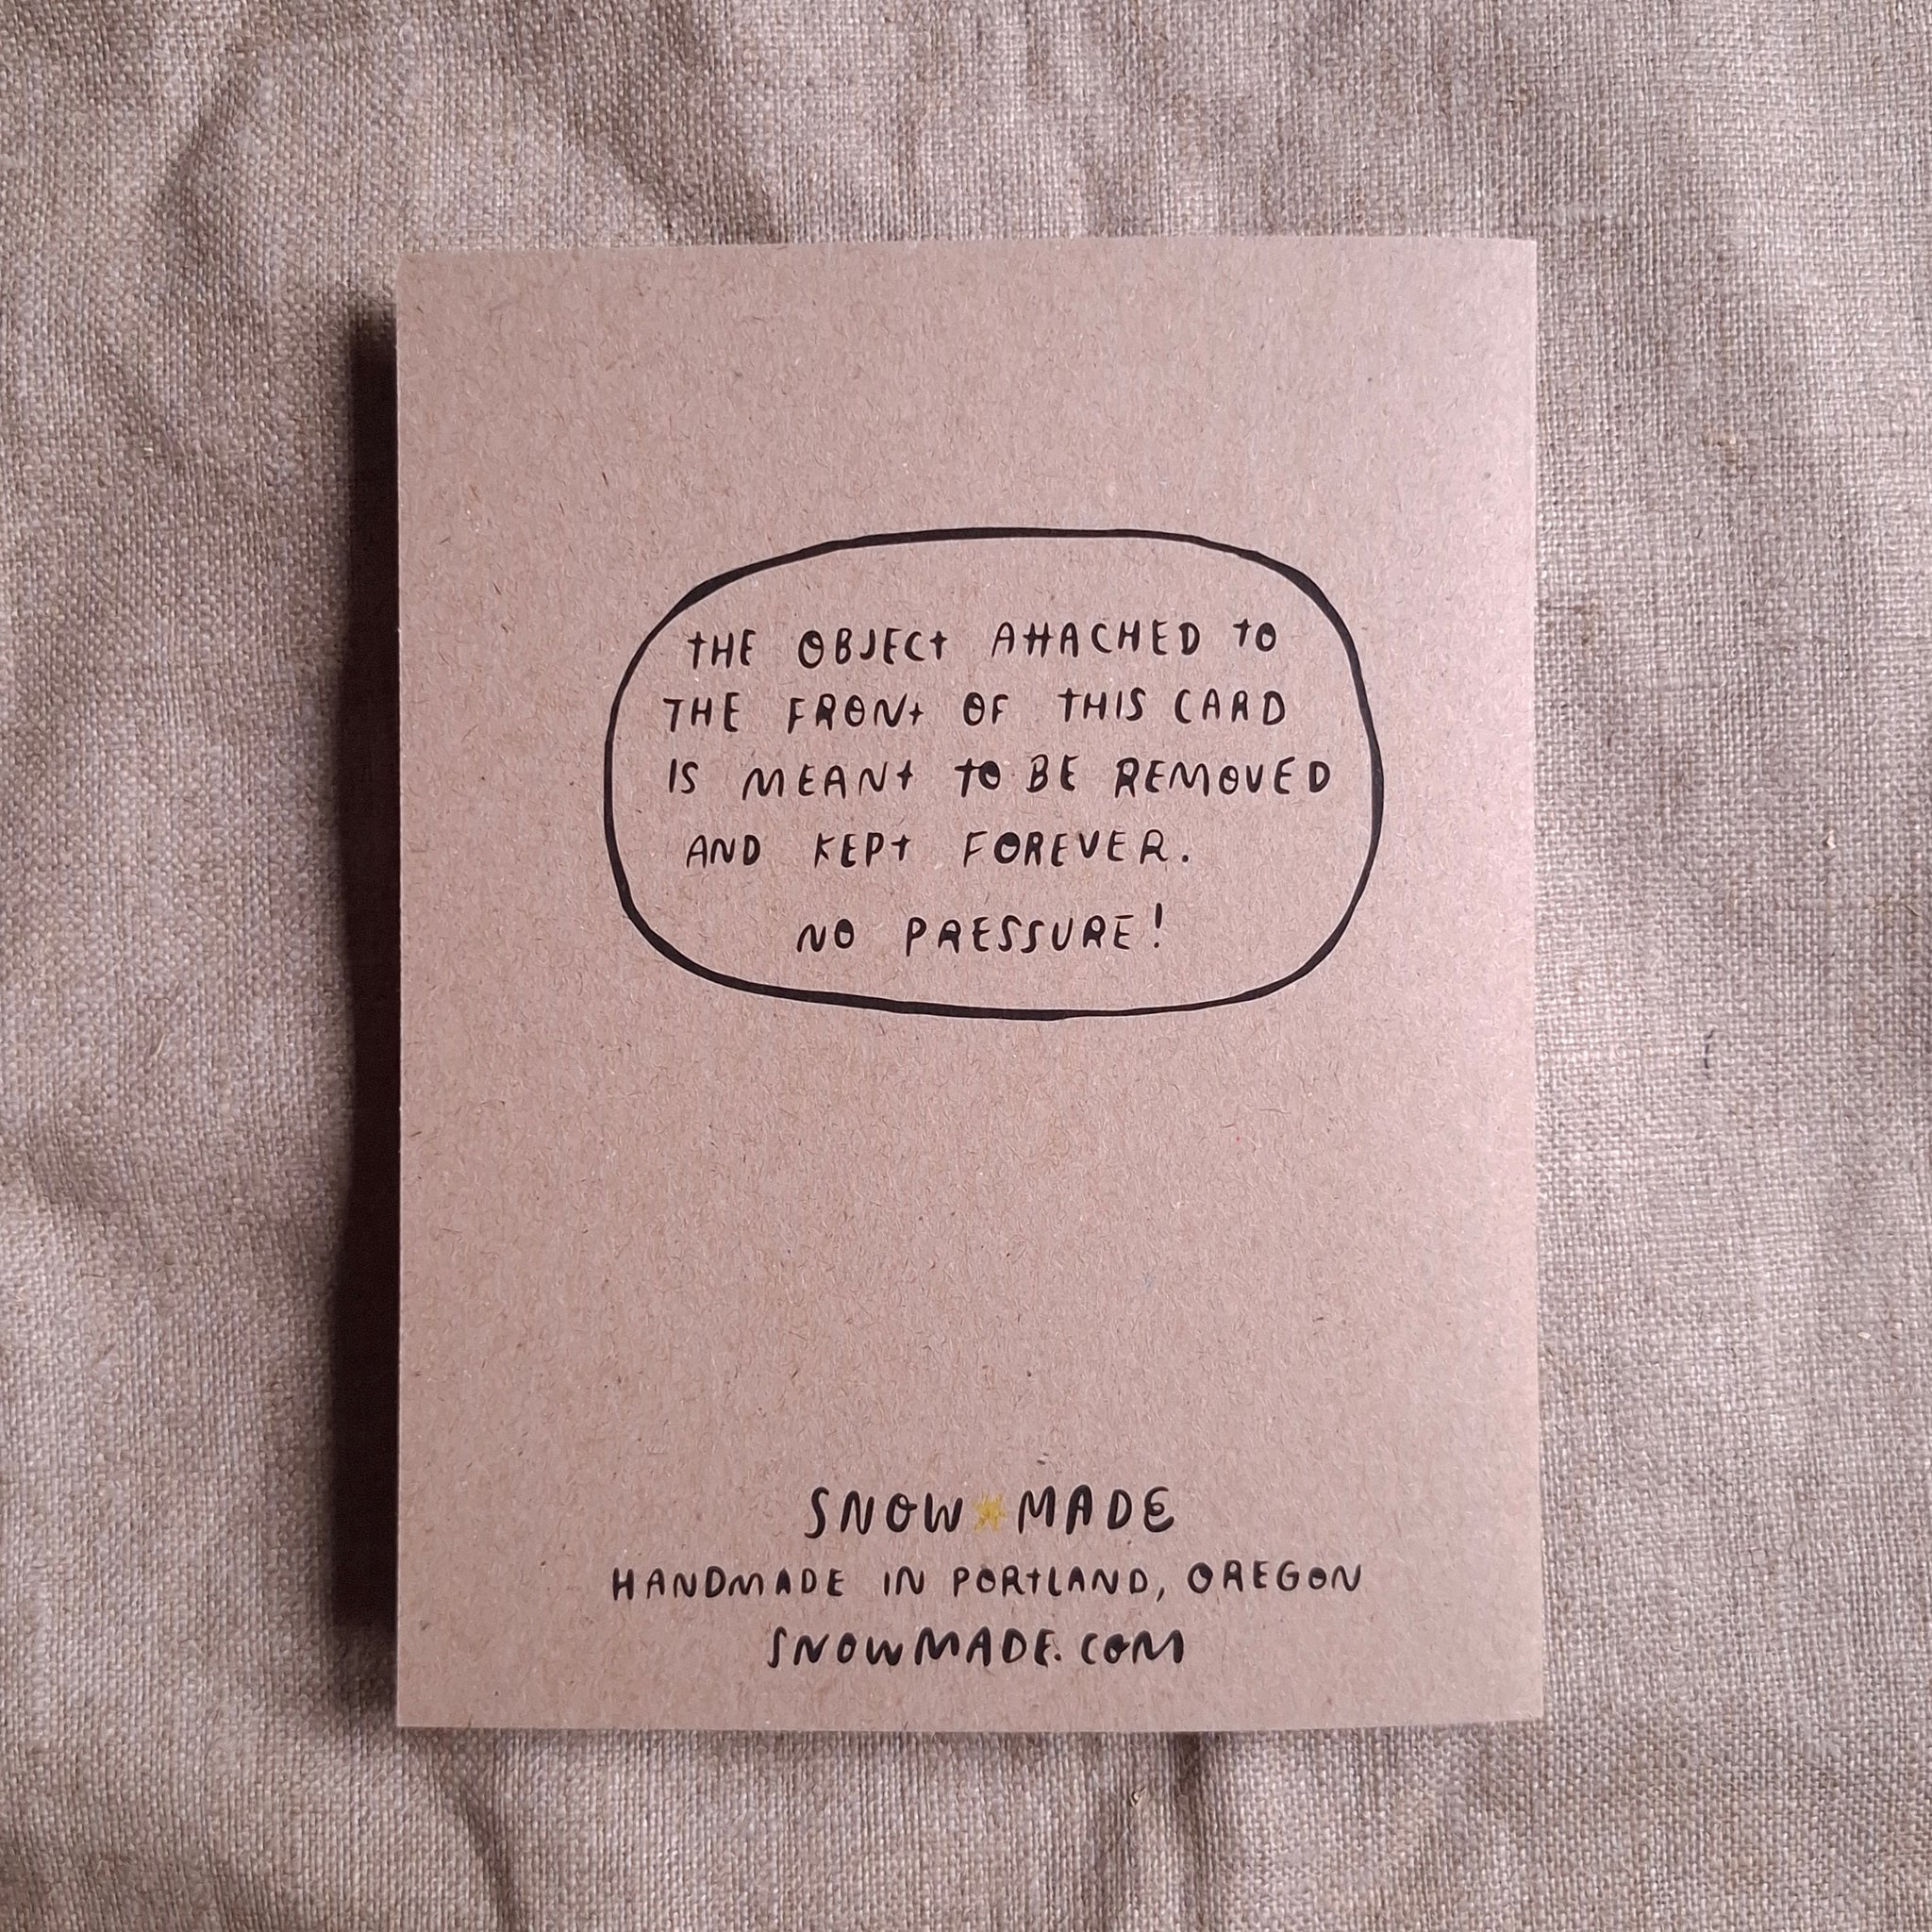 THE OBJECT ATTACHED TO
THE FRONT OF THIS CARD
IS MEANT TO BE REMOVED
AND KEPT FOREVER.
NO PRESSURE!
SNOW MADE
HANDMADE IN PORTLAND, OREGON
SNOWMADE.COM